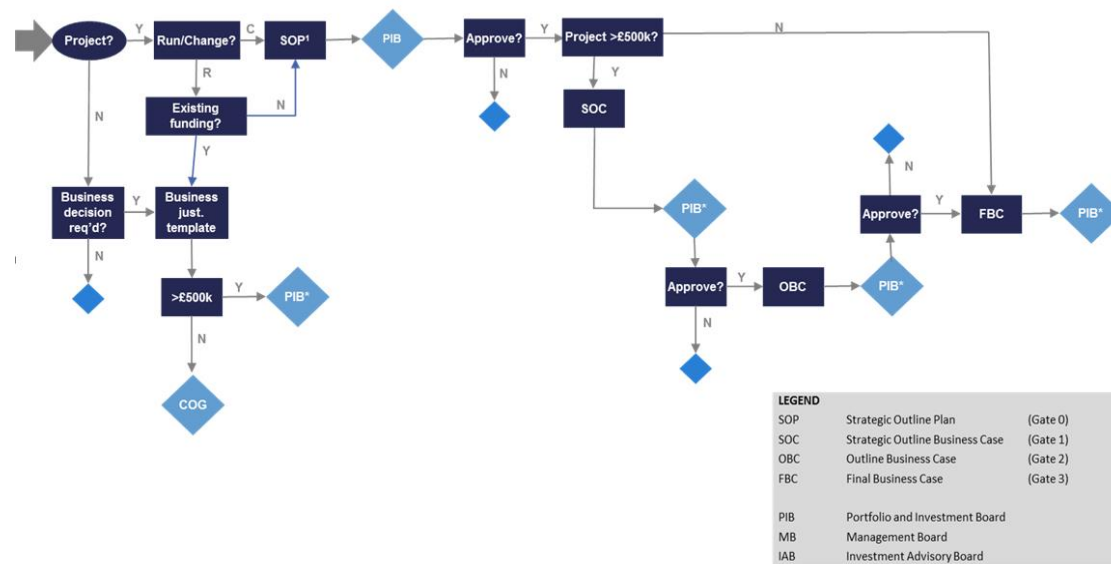 Project?
Y
Run/Change?
C
SOP¹
PIB
Approve?
Y
Project >£500k?
N
R
N
Y
N
Existing
funding?
N
SOC
Y
N
Business
decision
req'd?
Y
Business
just.
template
PIB*
Approve?
Y
FBC
PIB*
N
>£500k
Y
PIB*
Approve?
Y
OBC
PIB*
N
N
COG
LEGEND
SOP Strategic Outline Plan (Gate 0)
SOC Strategic Outline Business Case (Gate 1)
OBC Outline Business Case (Gate 2)
FBC Final Business Case (Gate 3)
PIB Portfolio and Investment Board
MB Management Board
IAB Investment Advisory Board